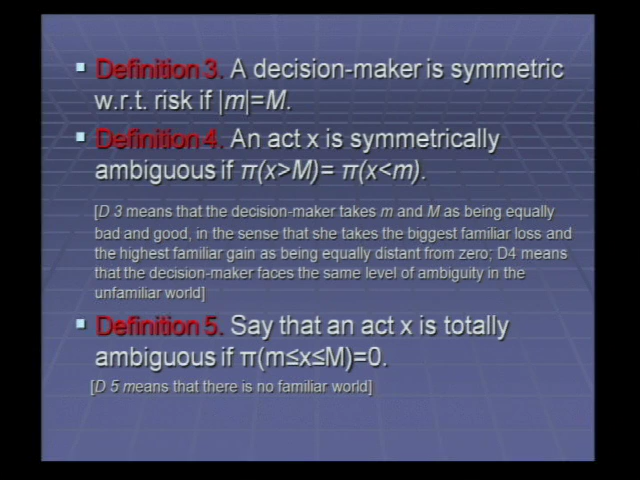 Definition 3. A decision-maker is symmetric
w.r.t. risk if |m|=M.
Definition 4. An act x is symmetrically
ambiguous if π(x>M)= π(x<m).
[D 3 means that the decision-maker takes m and M as being equally
bad and good, in the sense that she takes the biggest familiar loss and
the highest familiar gain as being equally distant from zero; D4 means
that the decision-maker faces the same level of ambiguity in the
unfamiliar world]
Definition 5. Say that an act x is totally
ambiguous if π(m≤x≤M)=0.
[D 5 means that there is no familiar world]